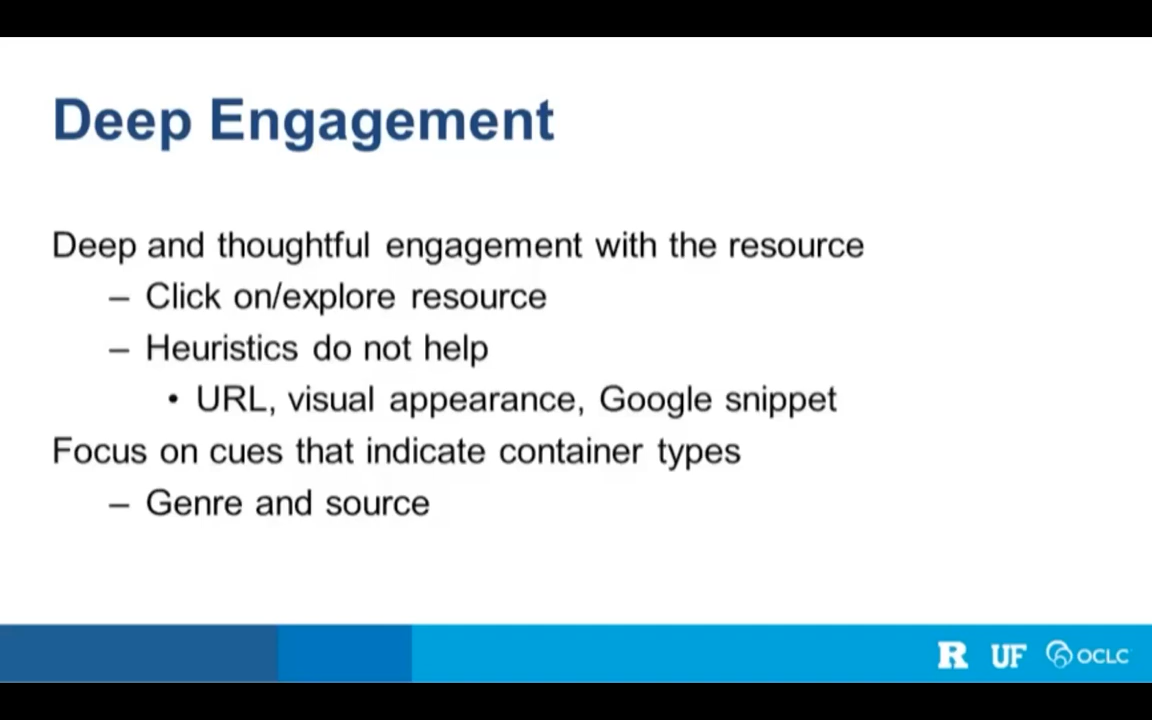 Deep Engagement
Deep and thoughtful engagement with the resource
– Click on/explore resource
– Heuristics do not help
• URL, visual appearance, Google snippet
Focus on cues that indicate container types
– Genre and source
R UF OCLC